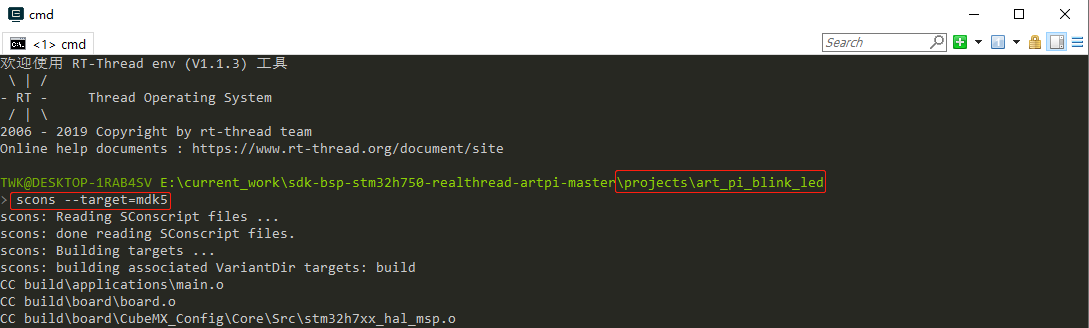 cmd
<1> cmd
Search
欢迎使用 RT-Thread env (V1.1.3) 工具
 \ | /
- RT -     Thread Operating System
 / | \
2006 - 2019 Copyright by rt-thread team
Online help documents : https://www.rt-thread.org/document/site
TWK@DESKTOP-1RAB4SV E:\current_work\sdk-bsp-stm32h750-realthread-artpi-master\projects\art_pi_blink_led
> scons --target=mdk5
scons: Reading SConscript files ...
scons: done reading SConscript files.
scons: Building targets ...
scons: building associated VariantDir targets: build
CC build\applications\main.o
CC build\board\board.o
CC build\board\CubeMX_Config\Core\Src\stm32h7xx_hal_msp.o